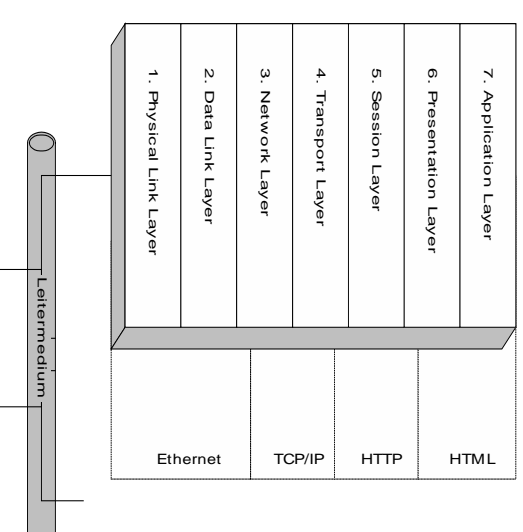 1. Physical Link Layer
2. Data Link Layer
3. Network Layer
4. Transport Layer
5. Session Layer
6. Presentation Layer
7. Application Layer
Leitermedium
Ethernet
TCP/IP
HTTP
HTML